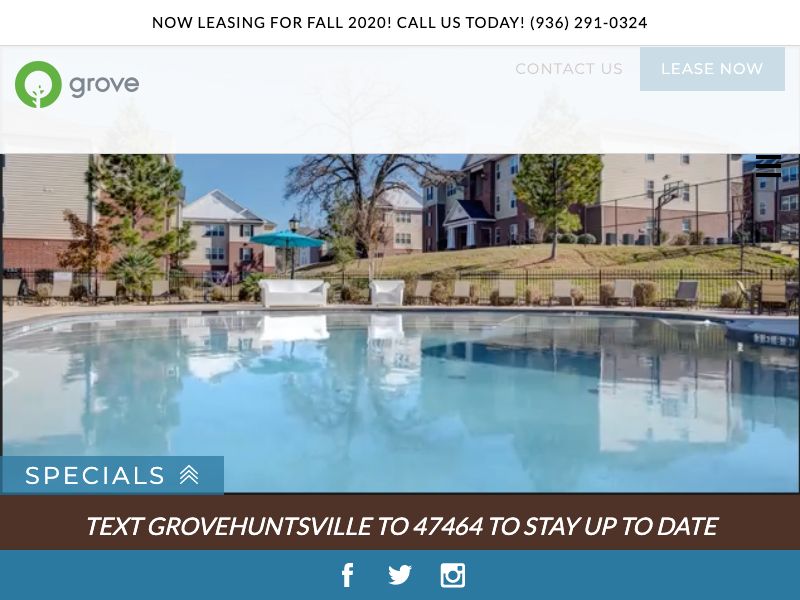 NOW LEASING FOR FALL 2020! CALL US TODAY! (936) 291-0324
grove
CONTACT US
LEASE NOW
SPECIALS
TEXT GROVEHUNTSVILLE TO 47464 TO STAY UP TO DATE